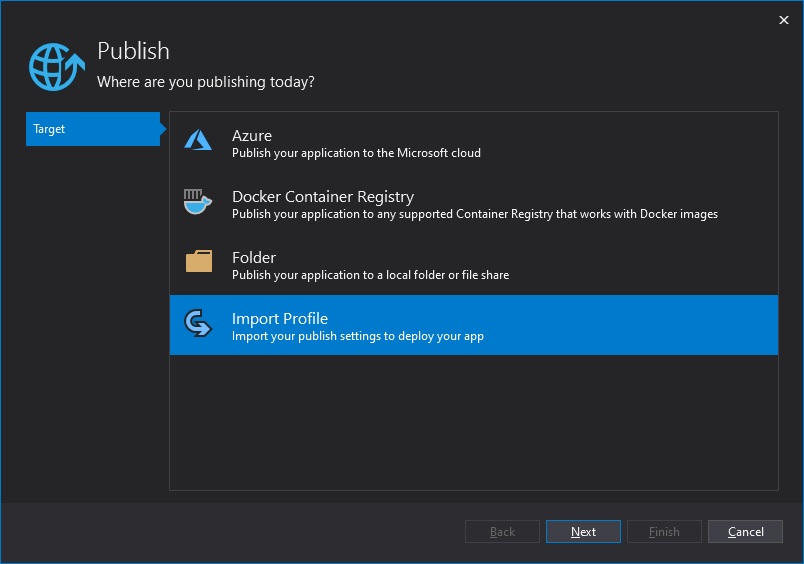 Publish
Where are you publishing today?
Target
Azure
Publish your application to the Microsoft cloud
Docker Container Registry
Publish your application to any supported Container Registry that works with Docker images
Folder
Publish your application to a local folder or file share
Import Profile
Import your publish settings to deploy your app
Back
Next
Finish
Cancel